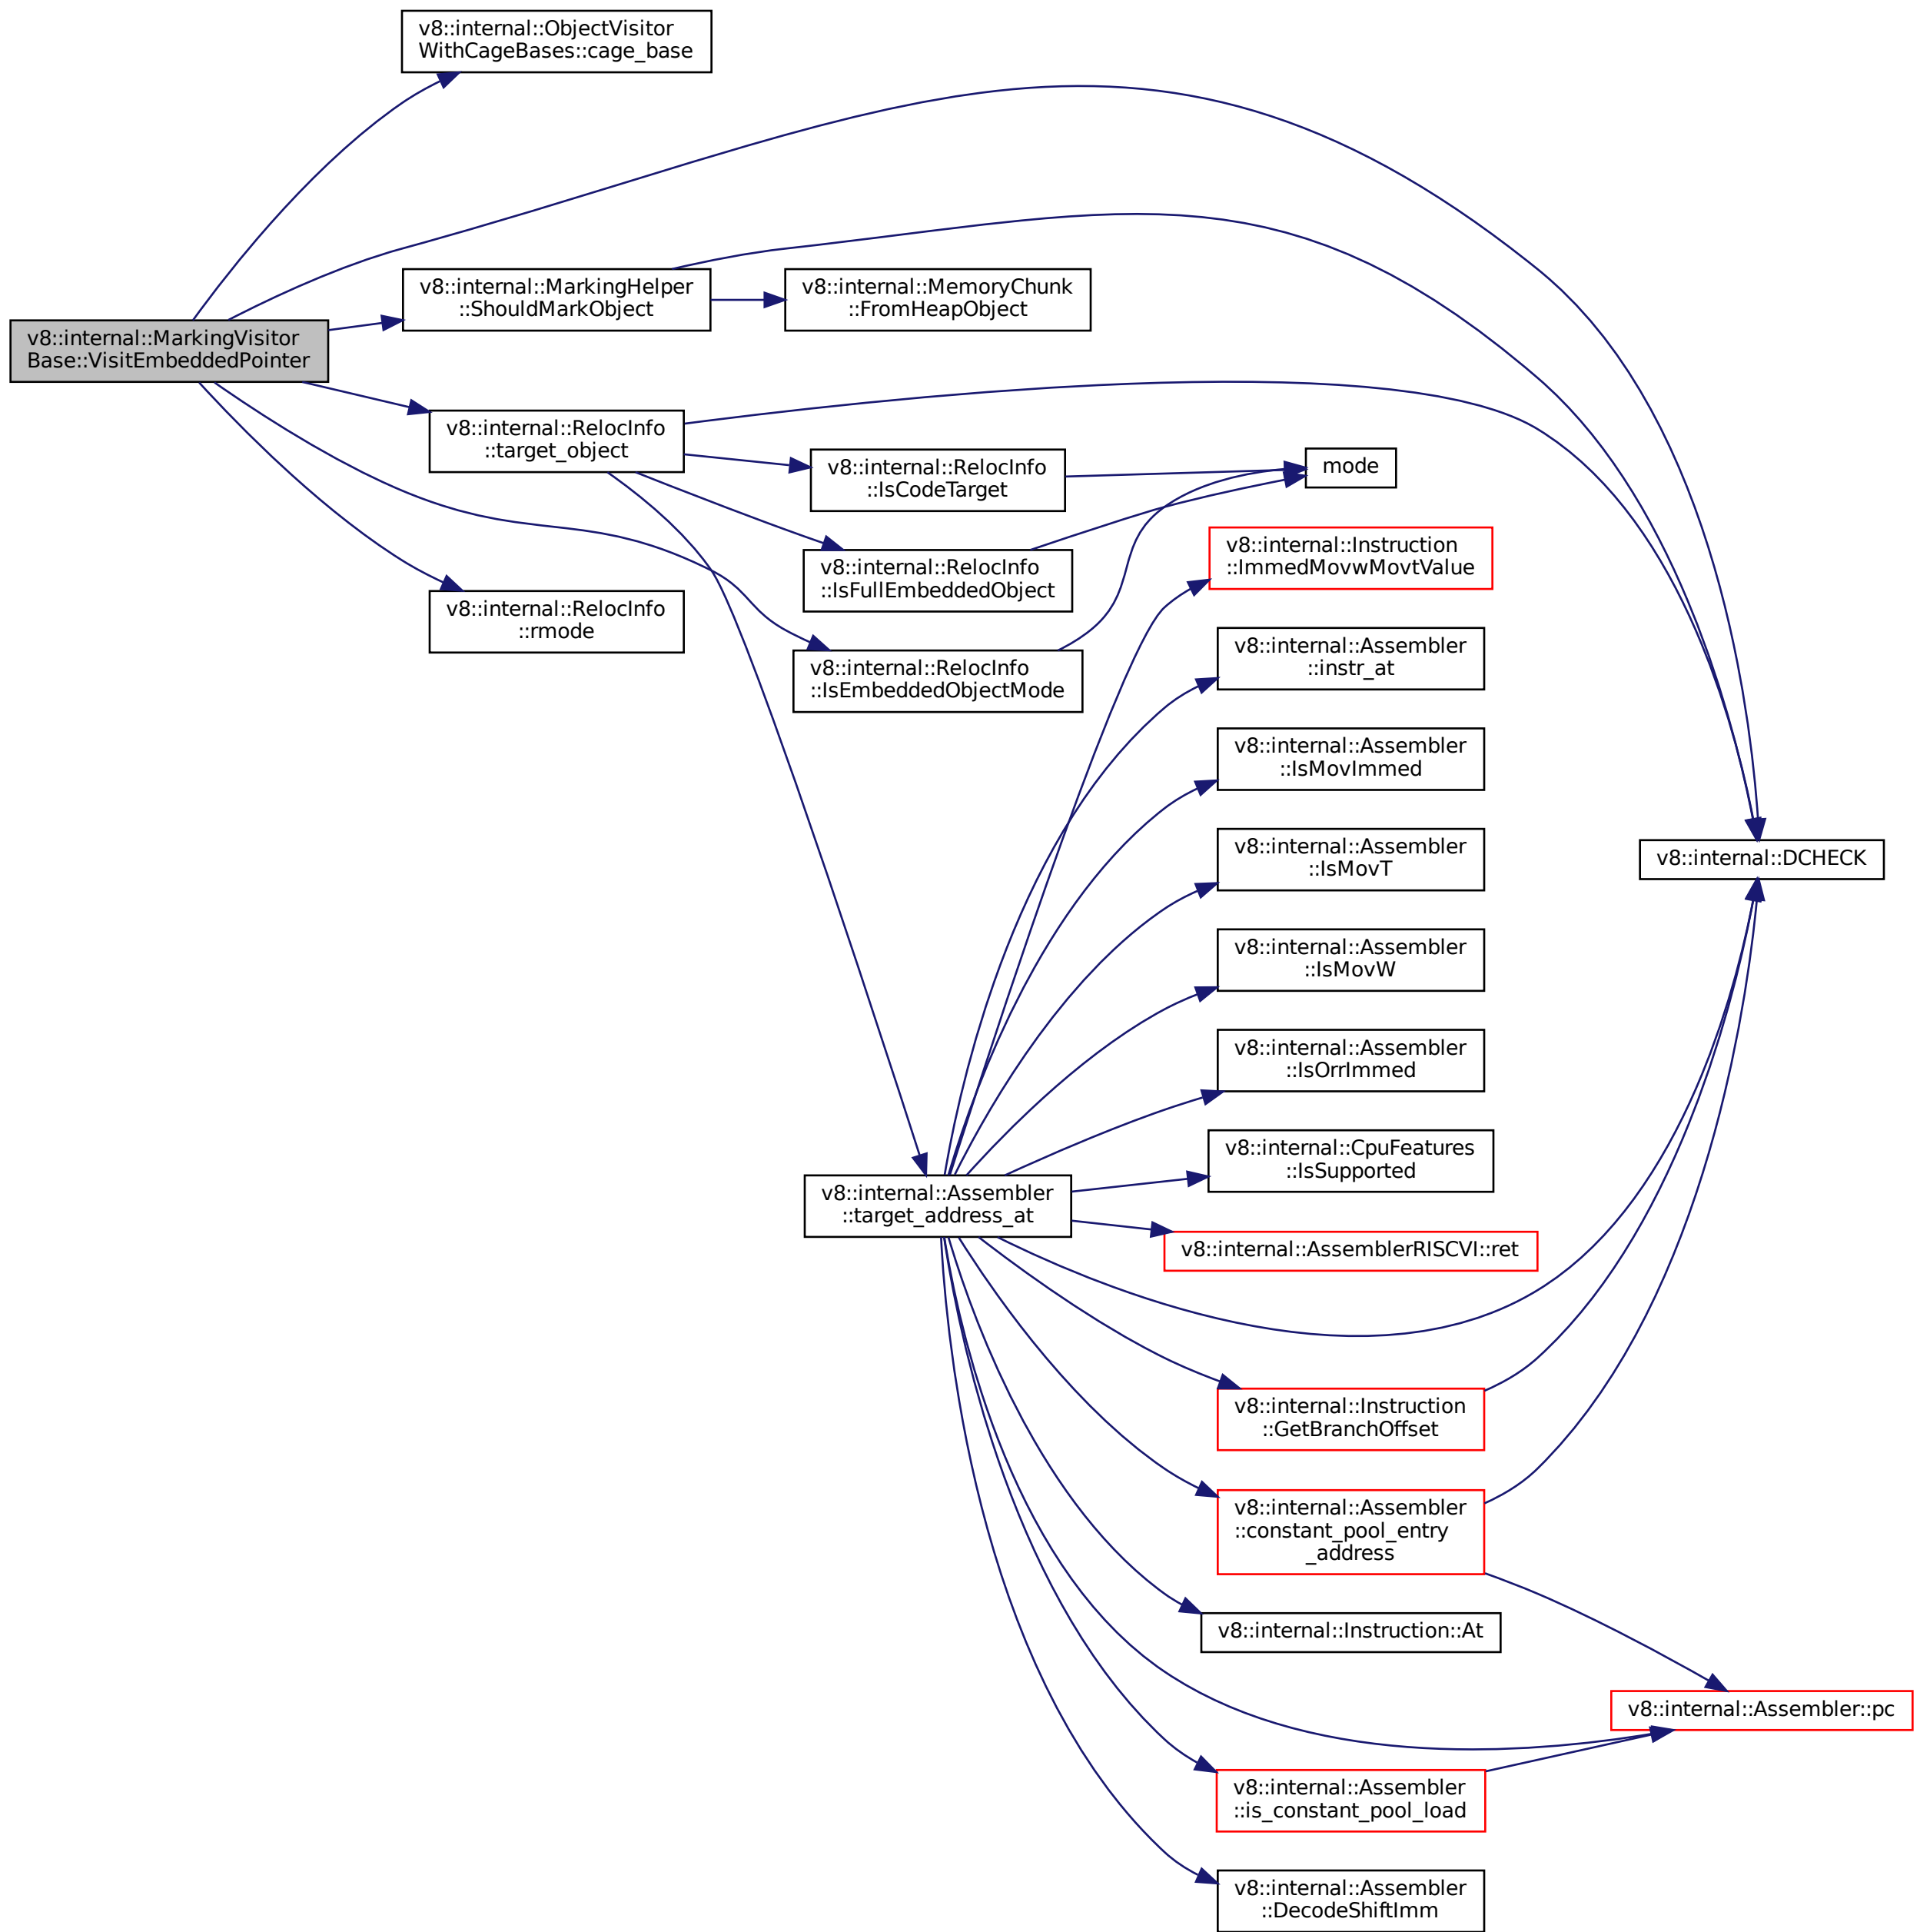 v8::internal::ObjectVisitor
WithCageBases::cage_base
v8::internal::MarkingHelper
::ShouldMarkObject
v8::internal::MemoryChunk
::FromHeapObject
v8::internal::MarkingVisitor
Base::VisitEmbeddedPointer
v8::internal::RelocInfo
::target_object
v8::internal::RelocInfo
::IsCodeTarget
mode
v8::internal::Instruction
::ImmedMovwMovtValue
v8::internal::RelocInfo
::IsFullEmbeddedObject
v8::internal::RelocInfo
::rmode
v8::internal::RelocInfo
::IsEmbeddedObjectMode
v8::internal::Assembler
::instr_at
v8::internal::Assembler
::IsMovImmed
v8::internal::Assembler
::IsMovT
v8::internal::DCHECK
v8::internal::Assembler
::IsMovW
v8::internal::Assembler
::IsOrrImmed
v8::internal::CpuFeatures
::IsSupported
v8::internal::Assembler
::target_address_at
v8::internal::AssemblerRISCVI::ret
v8::internal::Instruction
::GetBranchOffset
v8::internal::Assembler
::constant_pool_entry
_address
v8::internal::Instruction::At
v8::internal::Assembler::pc
v8::internal::Assembler
::is_constant_pool_load
v8::internal::Assembler
::DecodeShiftImm